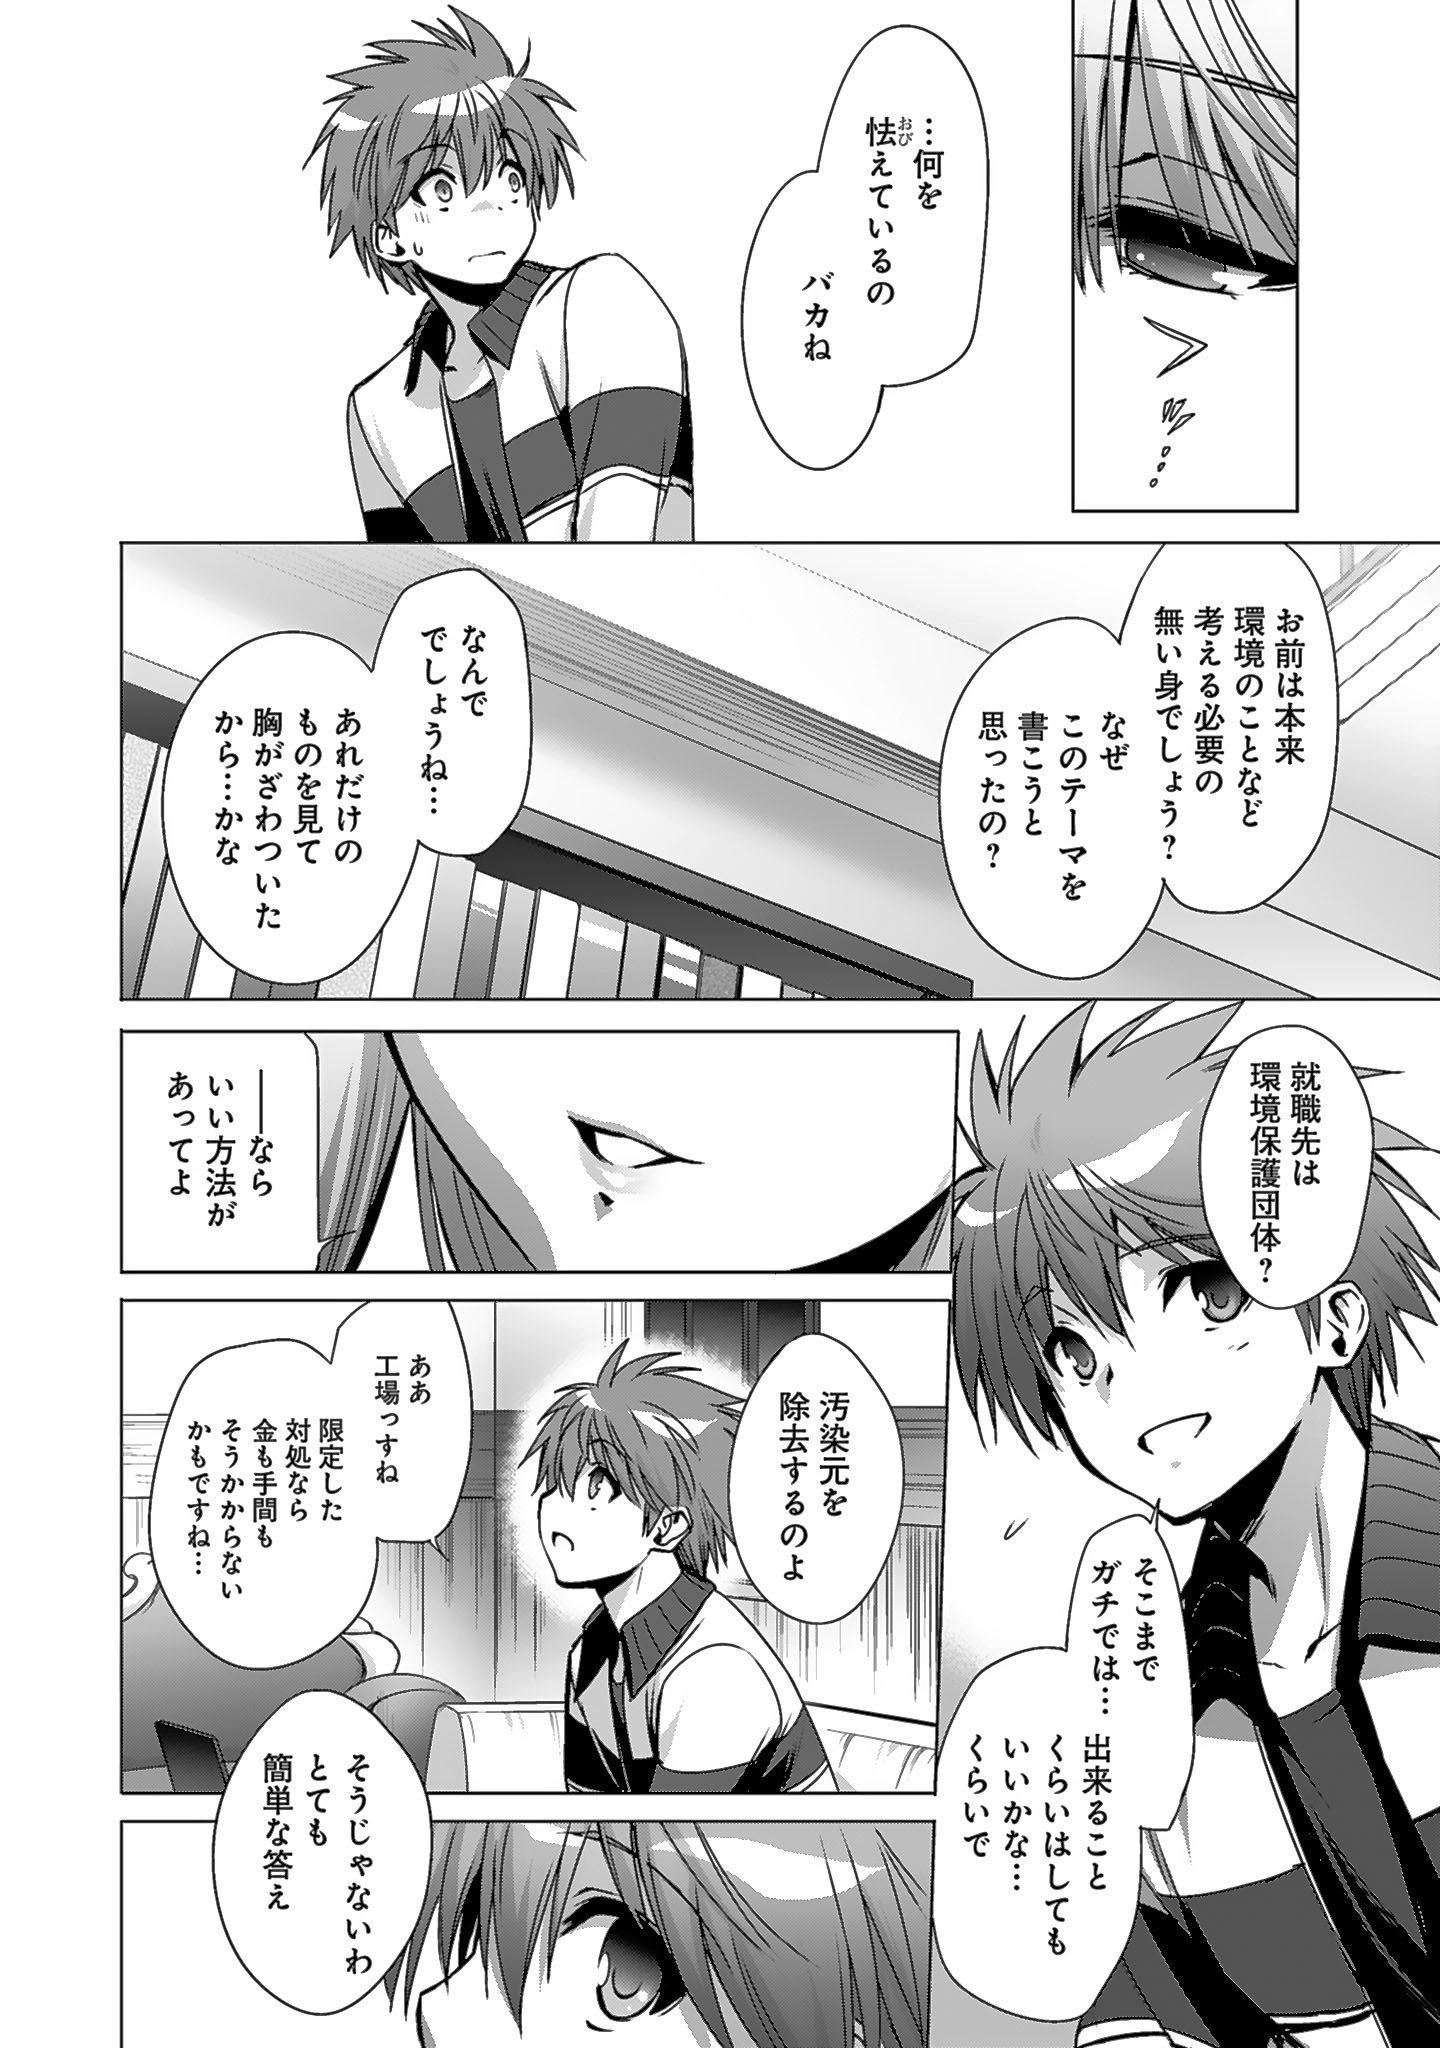 …何を
怯えているの
おび
バカね
お前は本来
環境のことなど
考える必要の
無い身でしょう？
なぜ
このテーマを
書こうと
思ったの？
なんで
でしょうね…
あれだけの
ものを見て
胸がざわついた
から…かな
就職先は
環境保護団体？
そこまで
ガチでは…
出来ること
くらいはしても
いいかな…
くらいで
――なら
いい方法が
あってよ
汚染元を
除去するのよ
ああ
工場っすね
限定した
対処なら
金も手間も
そうかからない
かもですね…
そうじゃないわ
とても
簡単な答え